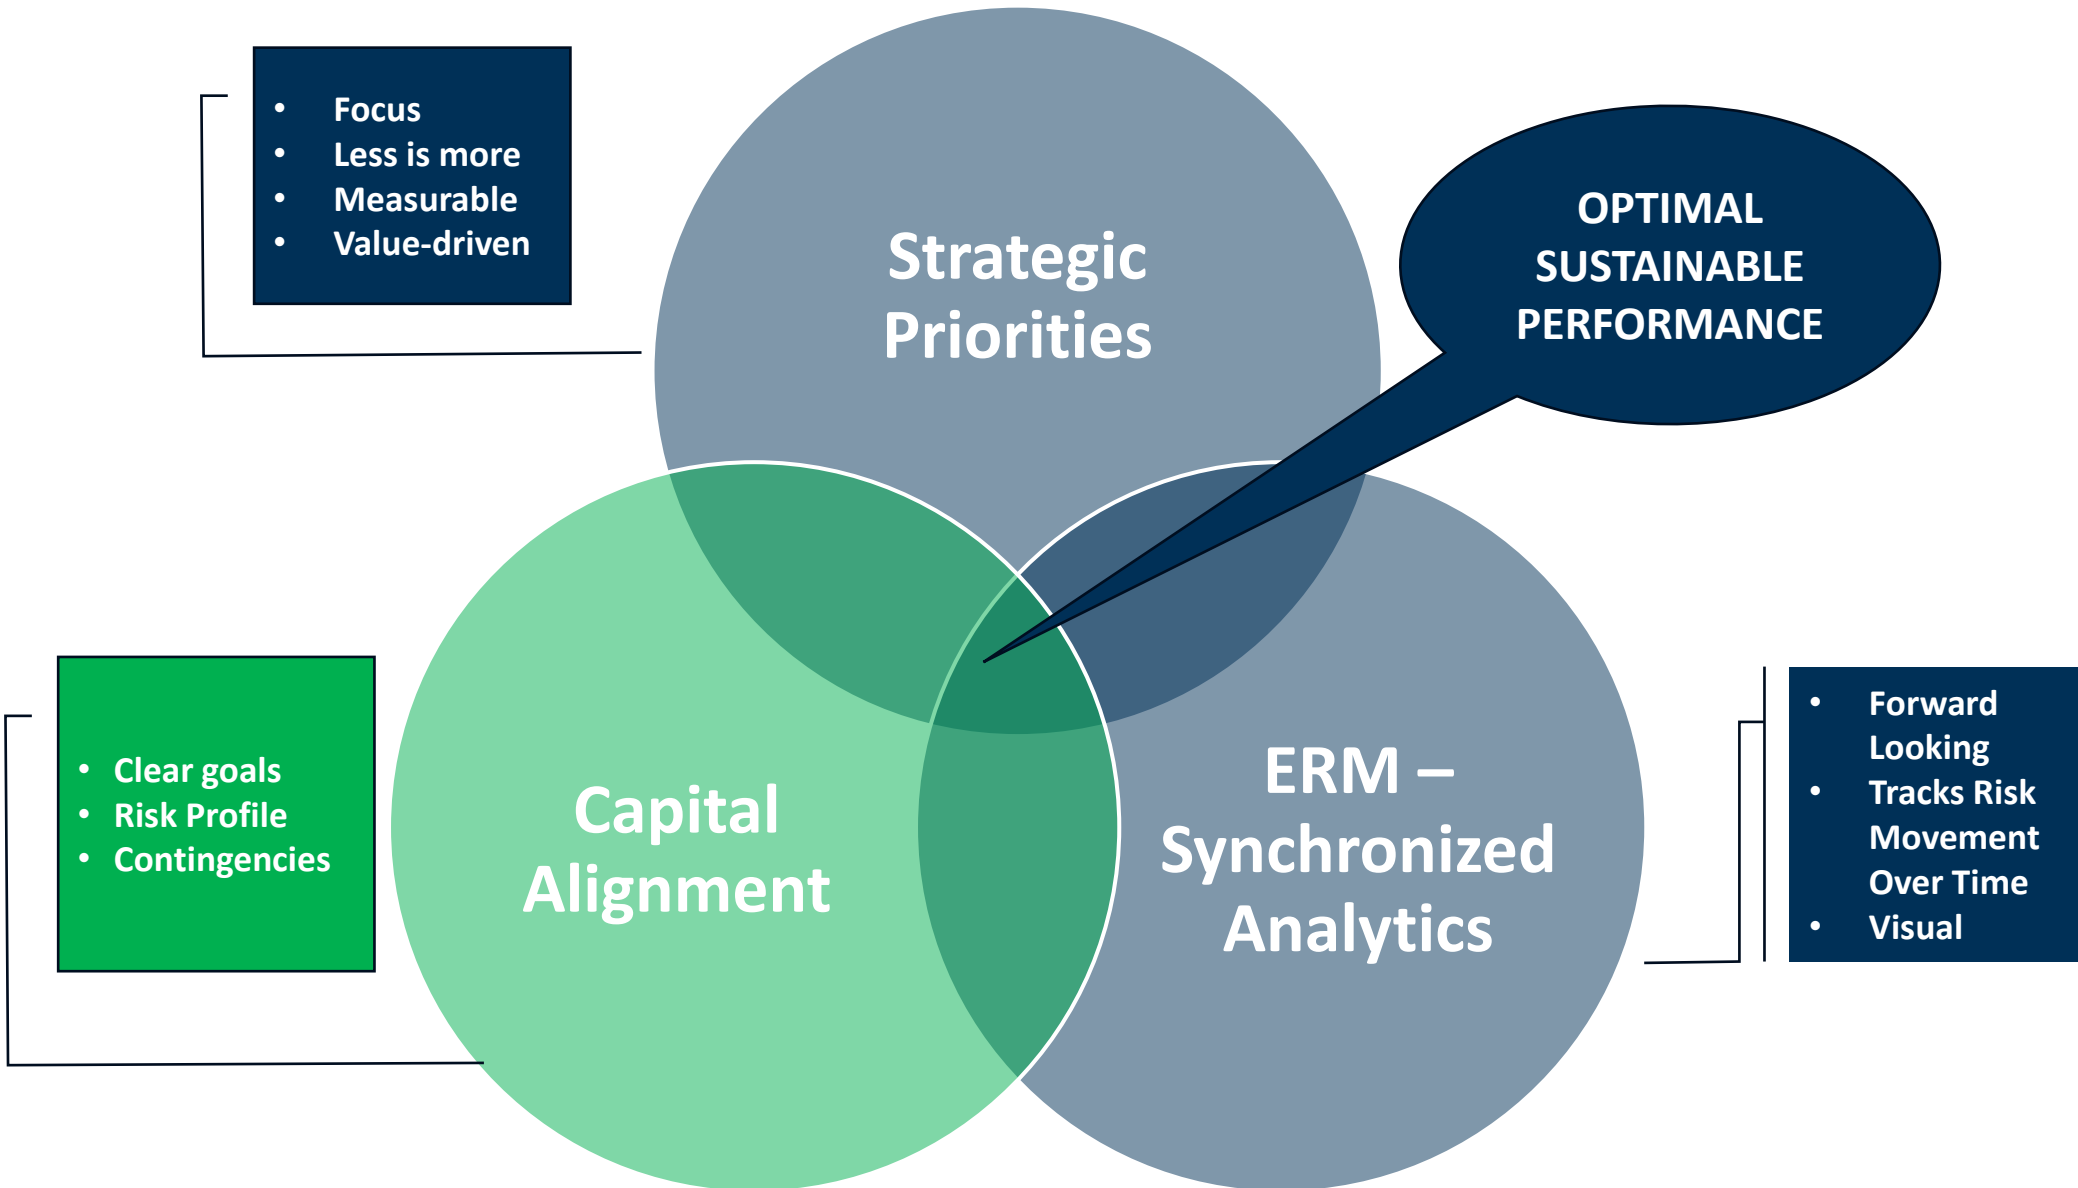 • Focus
• Less is more
• Measurable
• Value-driven
Strategic
Priorities
OPTIMAL
SUSTAINABLE
PERFORMANCE
• Clear goals
• Risk Profile
• Contingencies
Capital
Alignment
ERM –
Synchronized
Analytics
• Forward
Looking
• Tracks Risk
Movement
Over Time
• Visual